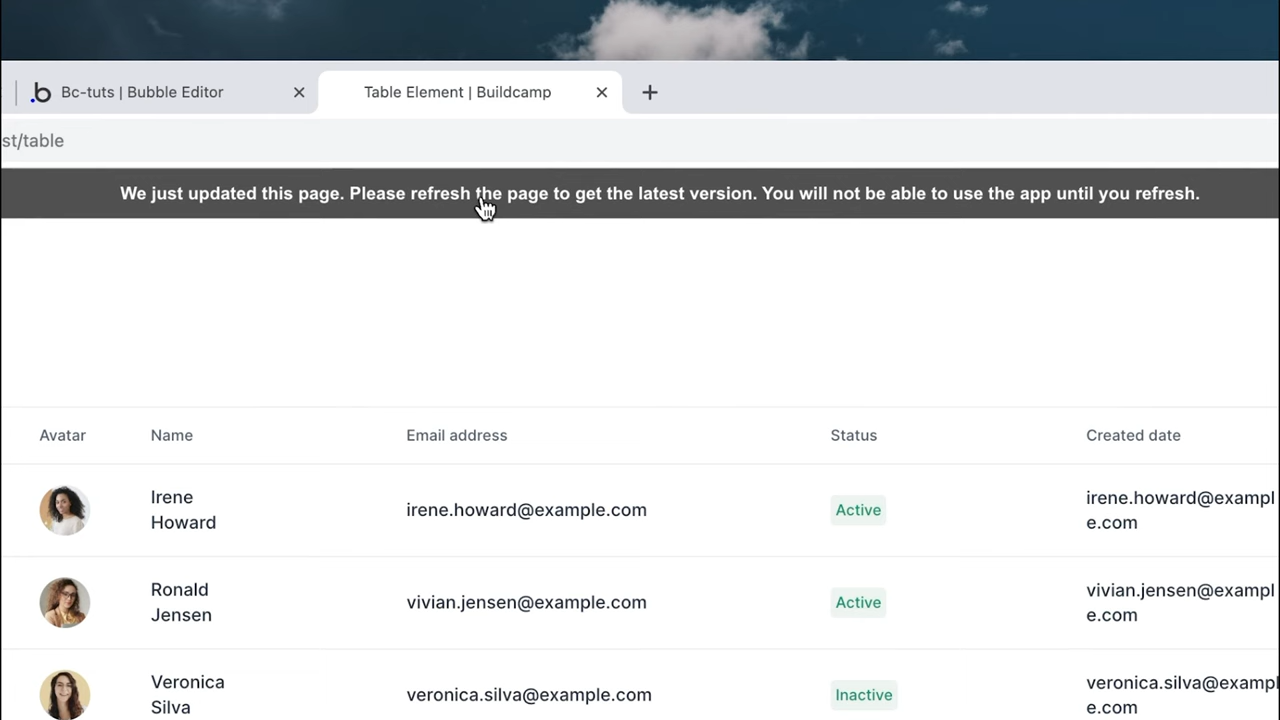 Bc-tuts | Bubble Editor
Table Element | Buildcamp
st/table
We just updated this page. Please refresh the page to get the latest version. You will not be able to use the app until you refresh.
Avatar Name Email address Status Created date
Irene
Howard
irene.howard@example.com
Active
irene.howard@exampl
e.com
Ronald
Jensen
vivian.jensen@example.com
Active
vivian.jensen@exampl
e.com
Veronica
Silva
veronica.silva@example.com
Inactive
veronica.silva@exampl
e.com